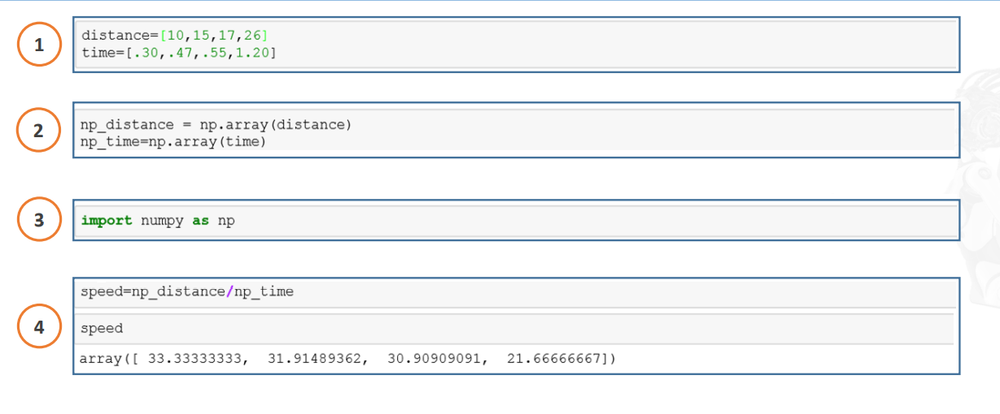 1
distance=[10,15,17,26]
time=[.30,.47,.55,1.20]
2
np_distance = np.array(distance)
np_time=np.array(time)
3
import numpy as np
4
speed=np_distance/np_time
speed
array([ 33.33333333,  31.91489362,  30.90909091,  21.66666667])